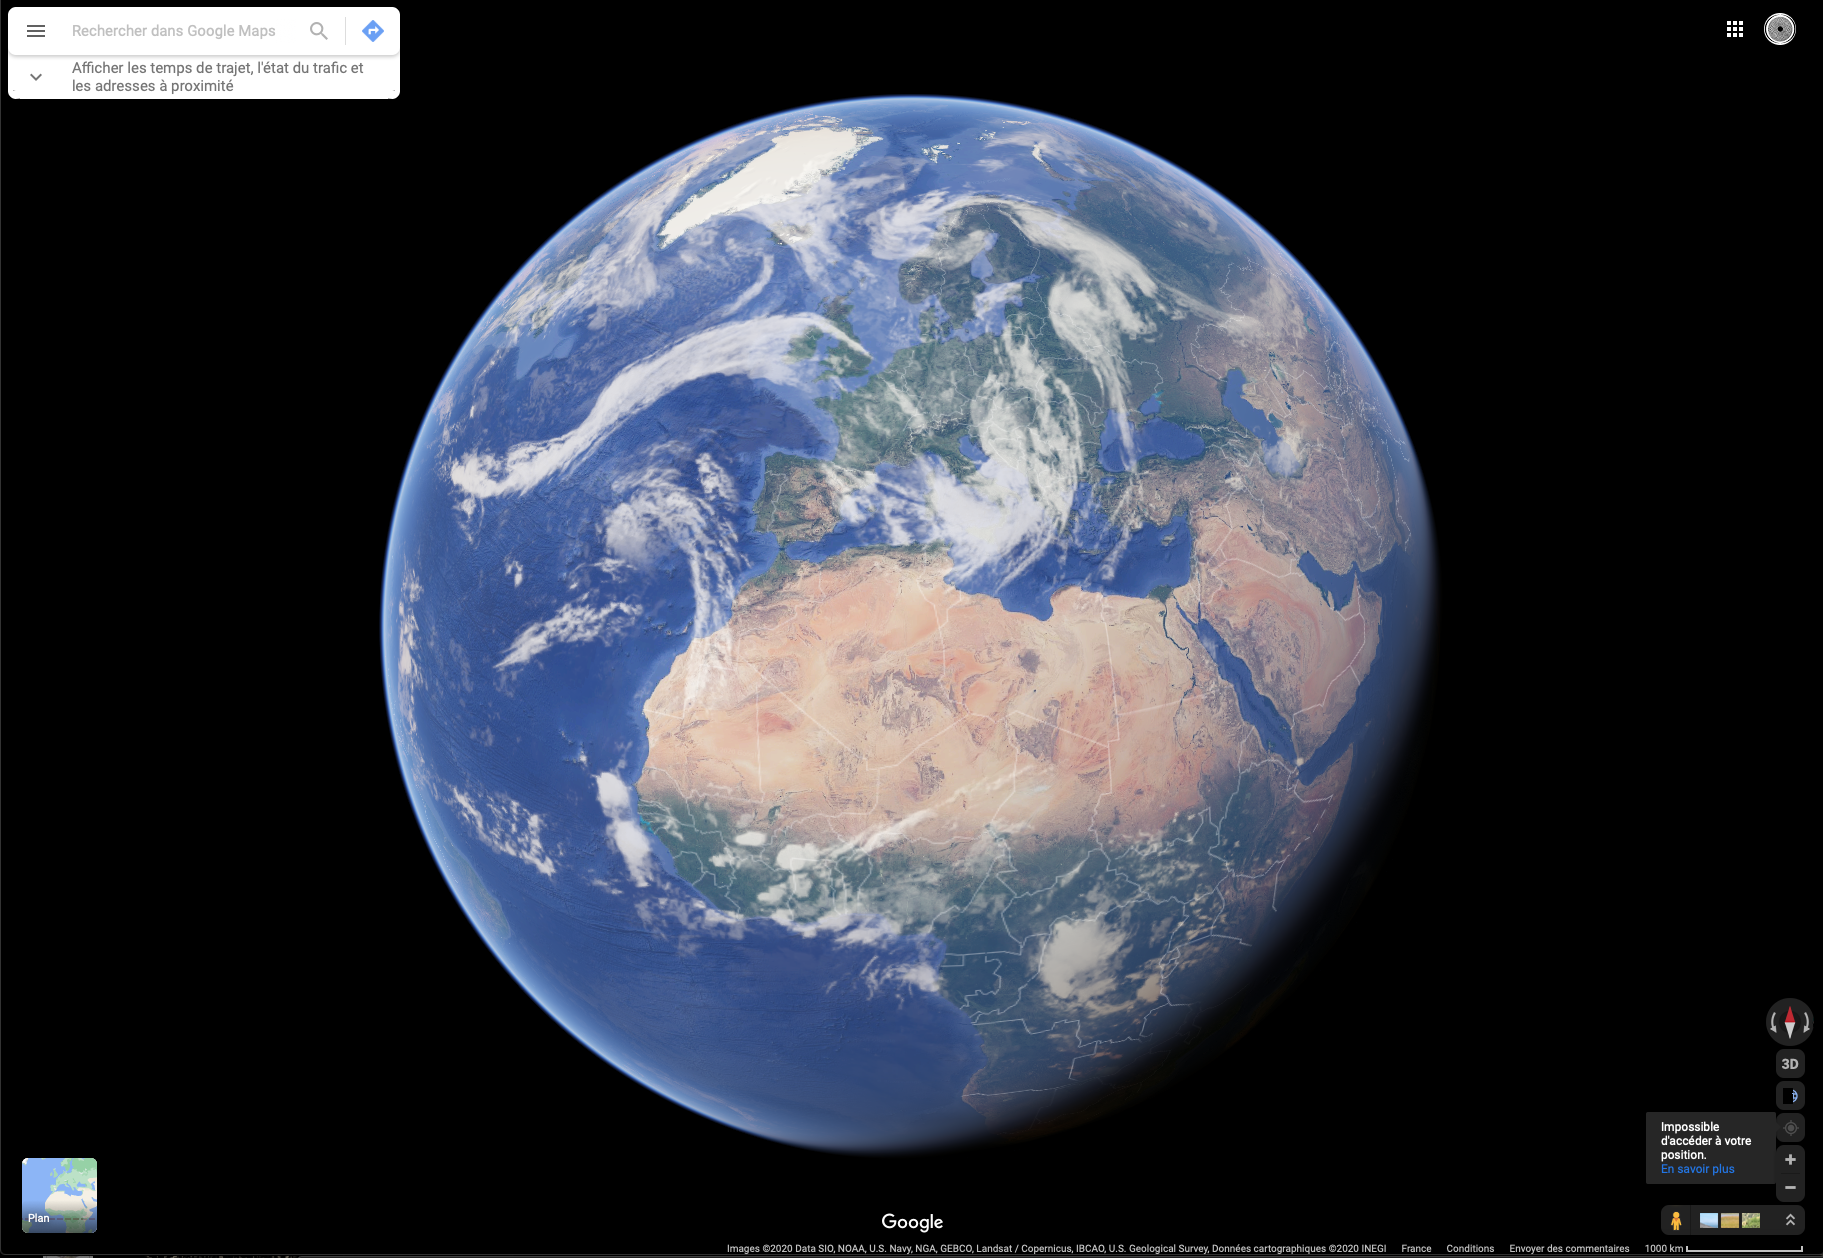 Rechercher dans Google Maps
Afficher les temps de trajet, l'état du trafic et
les adresses à proximité
3D
Impossible
d'accéder à votre
position.
En savoir plus
Plan
Google
Images ©2020 Data SIO, NOAA, U.S. Navy, NGA, GEBCO, Landsat / Copernicus, IBCAO, U.S. Geological Survey, Données cartographiques ©2020 INEGI France Conditions Envoyer des commentaires 1000 km